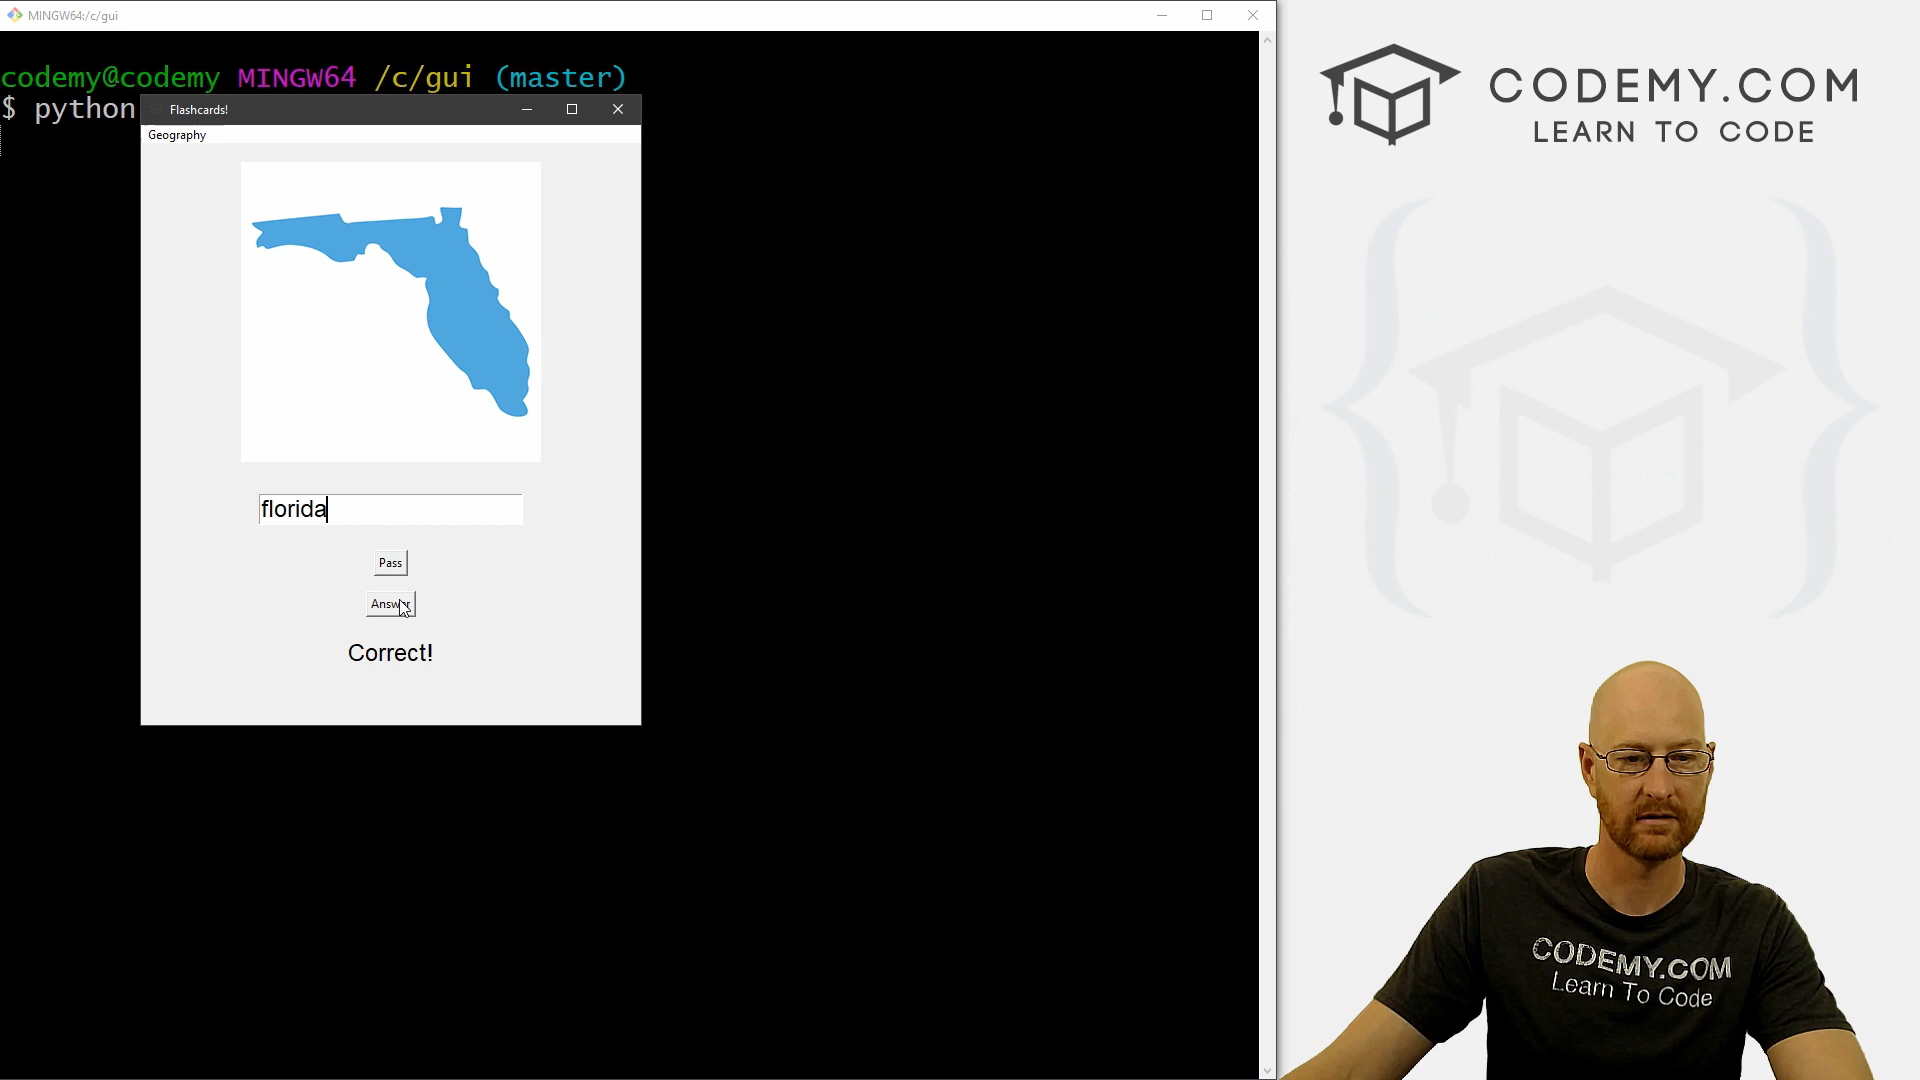 MINGW64:/c/gui
codemy@codemy MINGW64 /c/gui (master)
$ python
Flashcards!
Geography
florida
Pass
Answer
Correct!
CODEMY.COM
LEARN TO CODE
CODEMY.COM
Learn To Code